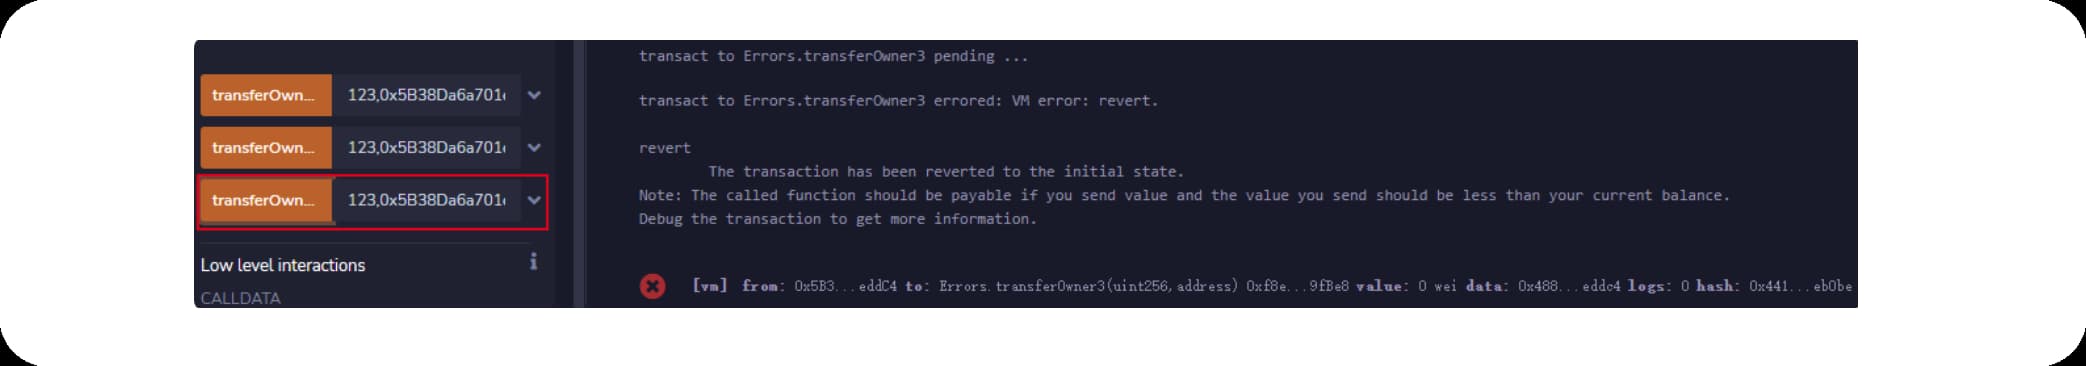 transferOwn...
123,0x5B38Da6a701
transferOwn...
123,0x5B38Da6a701
transferOwn...
123,0x5B38Da6a701
Low level interactions
CALLDATA
transact to Errors.transferOwner3 pending ...
transact to Errors.transferOwner3 errored: VM error: revert.
revert
The transaction has been reverted to the initial state.
Note: The called function should be payable if you send value and the value you send should be less than your current balance.
Debug the transaction to get more information.
[vm] from: 0x5B3...eddC4 to: Errors.transferOwner3(uint256,address) 0xf8e...9fBe8 value: 0 wei data: 0x488...eddc4 logs: 0 hash: 0x441...eb0be